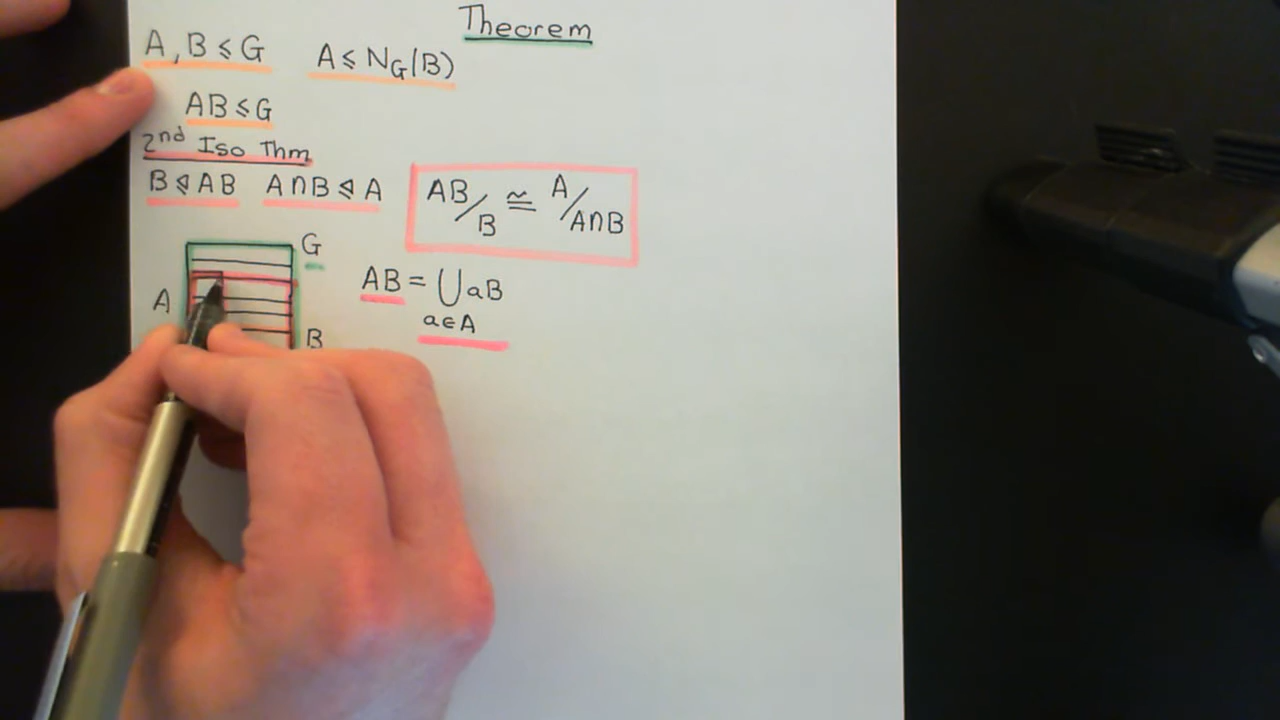 Theorem
A, B ≤ G A ≤ N_G(B)
AB ≤ G
2nd Iso Thm
B ⊲ AB A∩B ⊲ A AB/B ≅ A/A∩B
G
A AB = ⋃ aB
a∈A
B